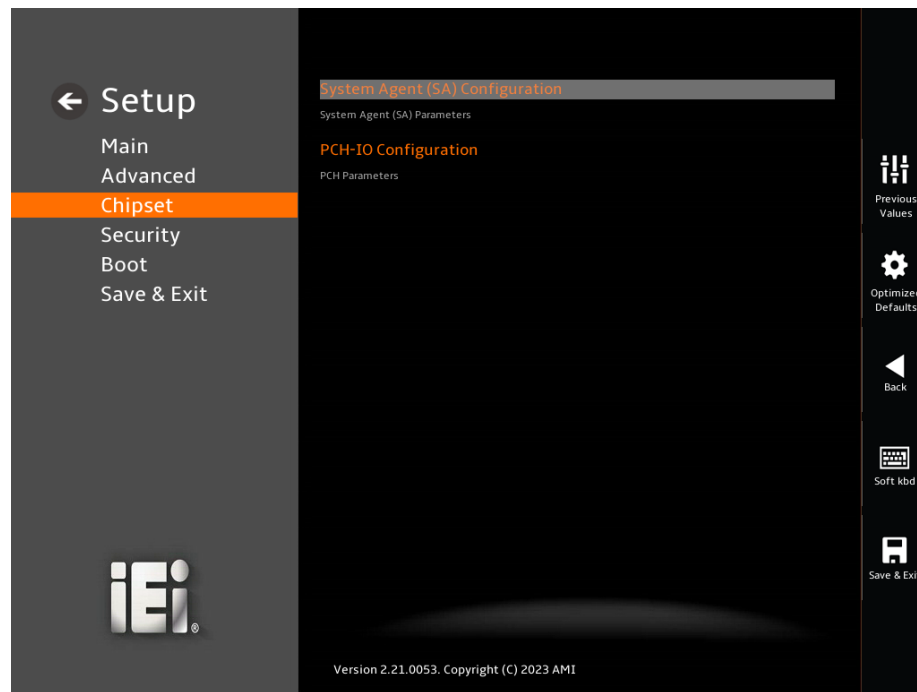 Setup
Main
Advanced
Chipset
Security
Boot
Save & Exit
iEi
®
System Agent (SA) Configuration
System Agent (SA) Parameters
PCH-IO Configuration
PCH Parameters
Version 2.21.0053. Copyright (C) 2023 AMI
Previous
Values
Optimized
Defaults
Back
Soft kbd
Save & Exi